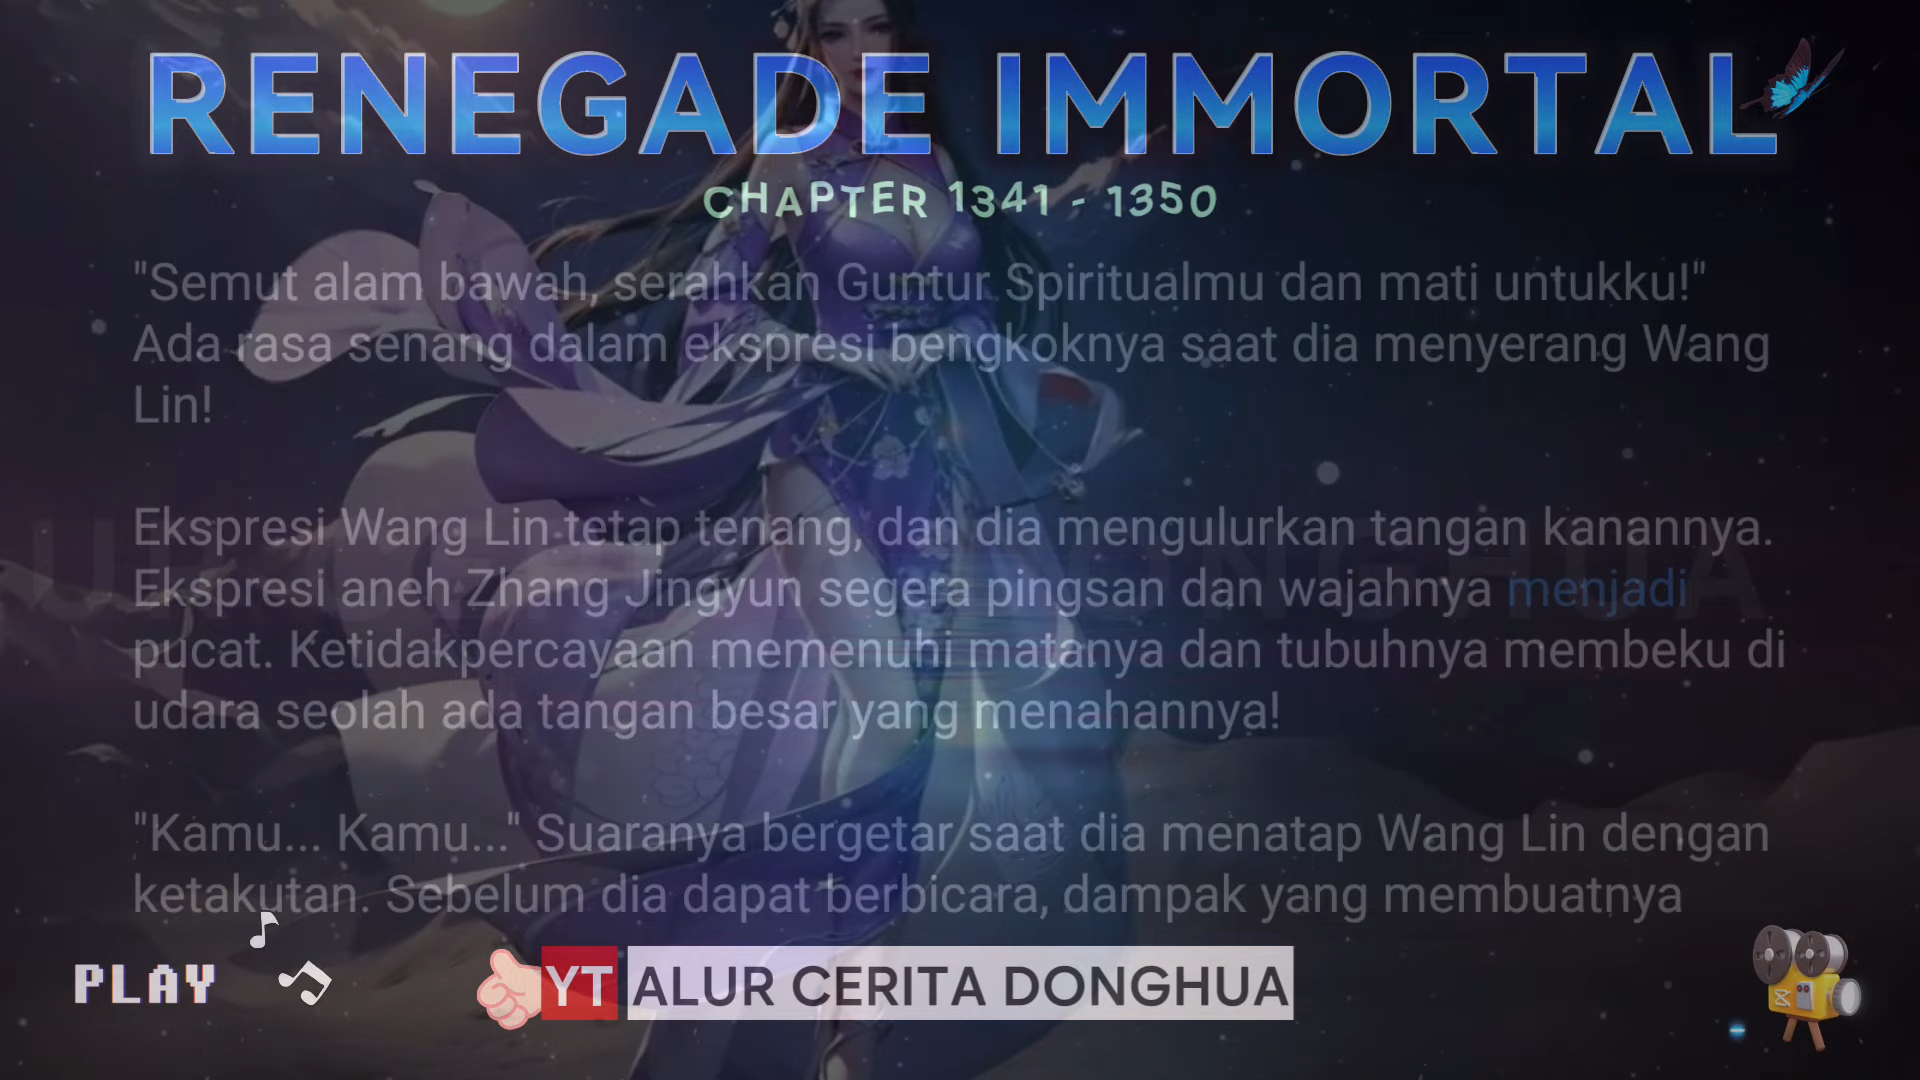 RENEGADE IMMORTAL
CHAPTER 1341 - 1350
"Semut alam bawah, serahkan Guntur Spiritualmu dan mati untukku!"
Ada rasa senang dalam ekspresi bengkoknya saat dia menyerang Wang
Lin!
Ekspresi Wang Lin tetap tenang, dan dia mengulurkan tangan kanannya.
Ekspresi aneh Zhang Jingyun segera pingsan dan wajahnya menjadi
pucat. Ketidakpercayaan memenuhi matanya dan tubuhnya membeku di
udara seolah ada tangan besar yang menahannya!
"Kamu... Kamu..." Suaranya bergetar saat dia menatap Wang Lin dengan
ketakutan. Sebelum dia dapat berbicara, dampak yang membuatnya
PLAY
YT ALUR CERITA DONGHUA